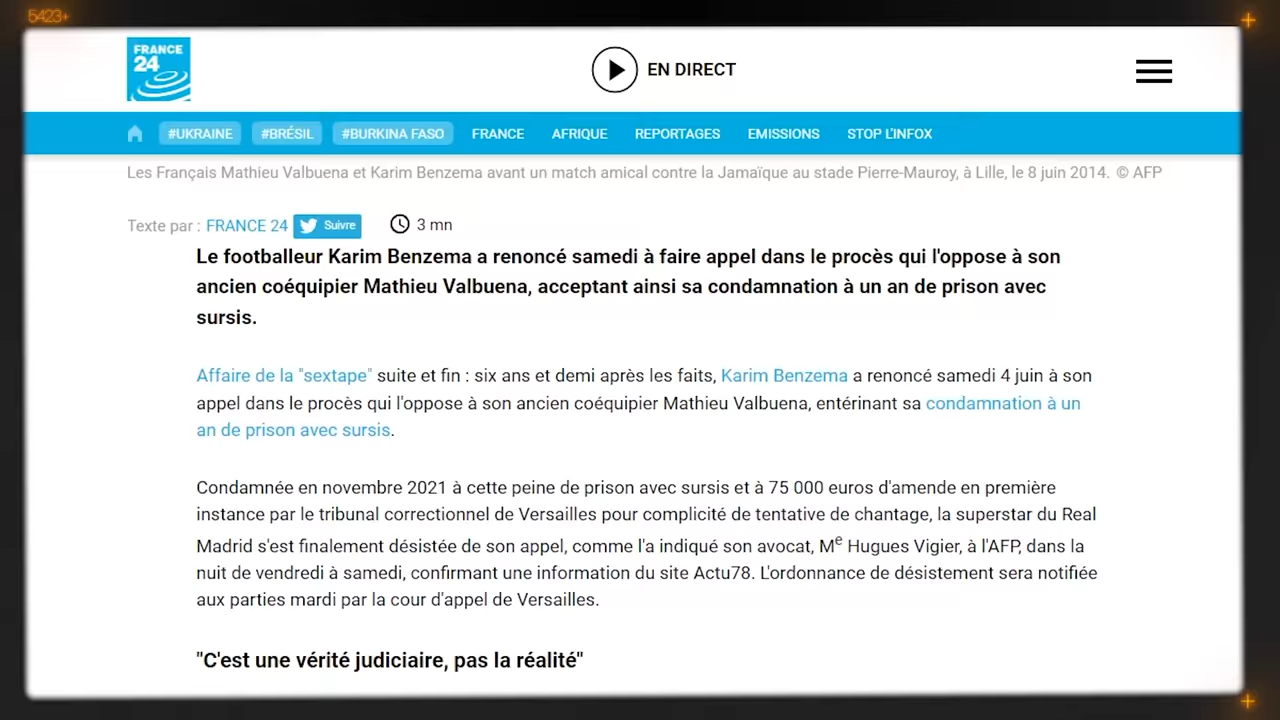 5423+
FRANCE
24
EN DIRECT
#UKRAINE #BRÉSIL #BURKINA FASO FRANCE AFRIQUE REPORTAGES EMISSIONS STOP L'INFOX
Les Français Mathieu Valbuena et Karim Benzema avant un match amical contre la Jamaïque au stade Pierre-Mauroy, à Lille, le 8 juin 2014. © AFP
Texte par : FRANCE 24 Suivre 3 mn
Le footballeur Karim Benzema a renoncé samedi à faire appel dans le procès qui l'oppose à son
ancien coéquipier Mathieu Valbuena, acceptant ainsi sa condamnation à un an de prison avec
sursis.
Affaire de la "sextape" suite et fin : six ans et demi après les faits, Karim Benzema a renoncé samedi 4 juin à son
appel dans le procès qui l'oppose à son ancien coéquipier Mathieu Valbuena, entérinant sa condamnation à un
an de prison avec sursis.
Condamnée en novembre 2021 à cette peine de prison avec sursis et à 75 000 euros d'amende en première
instance par le tribunal correctionnel de Versailles pour complicité de tentative de chantage, la superstar du Real
Madrid s'est finalement désistée de son appel, comme l'a indiqué son avocat, Me Hugues Vigier, à l'AFP, dans la
nuit de vendredi à samedi, confirmant une information du site Actu78. L'ordonnance de désistement sera notifiée
aux parties mardi par la cour d'appel de Versailles.
"C'est une vérité judiciaire, pas la réalité"